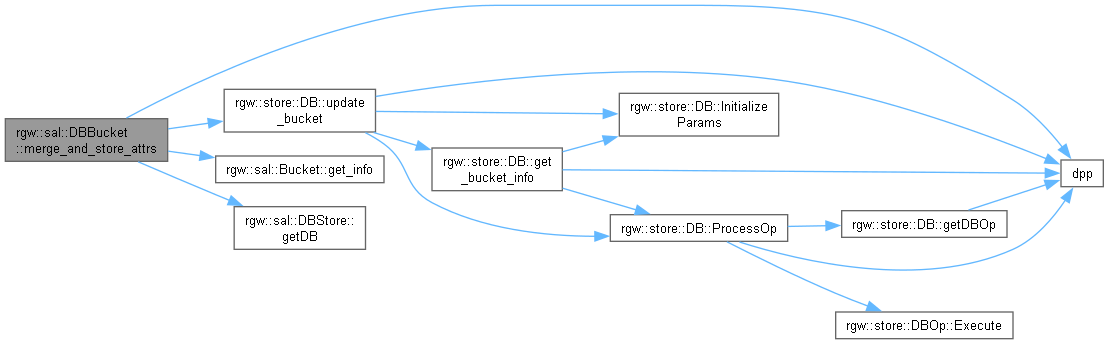 rgw::sal::DBBucket
::merge_and_store_attrs
rgw::store::DB::update
_bucket
rgw::sal::Bucket::get_info
rgw::sal::DBStore::
getDB
rgw::store::DB::get
_bucket_info
rgw::store::DB::Initialize
Params
rgw::store::DB::ProcessOp
rgw::store::DB::getDBOp
rgw::store::DBOp::Execute
dpp